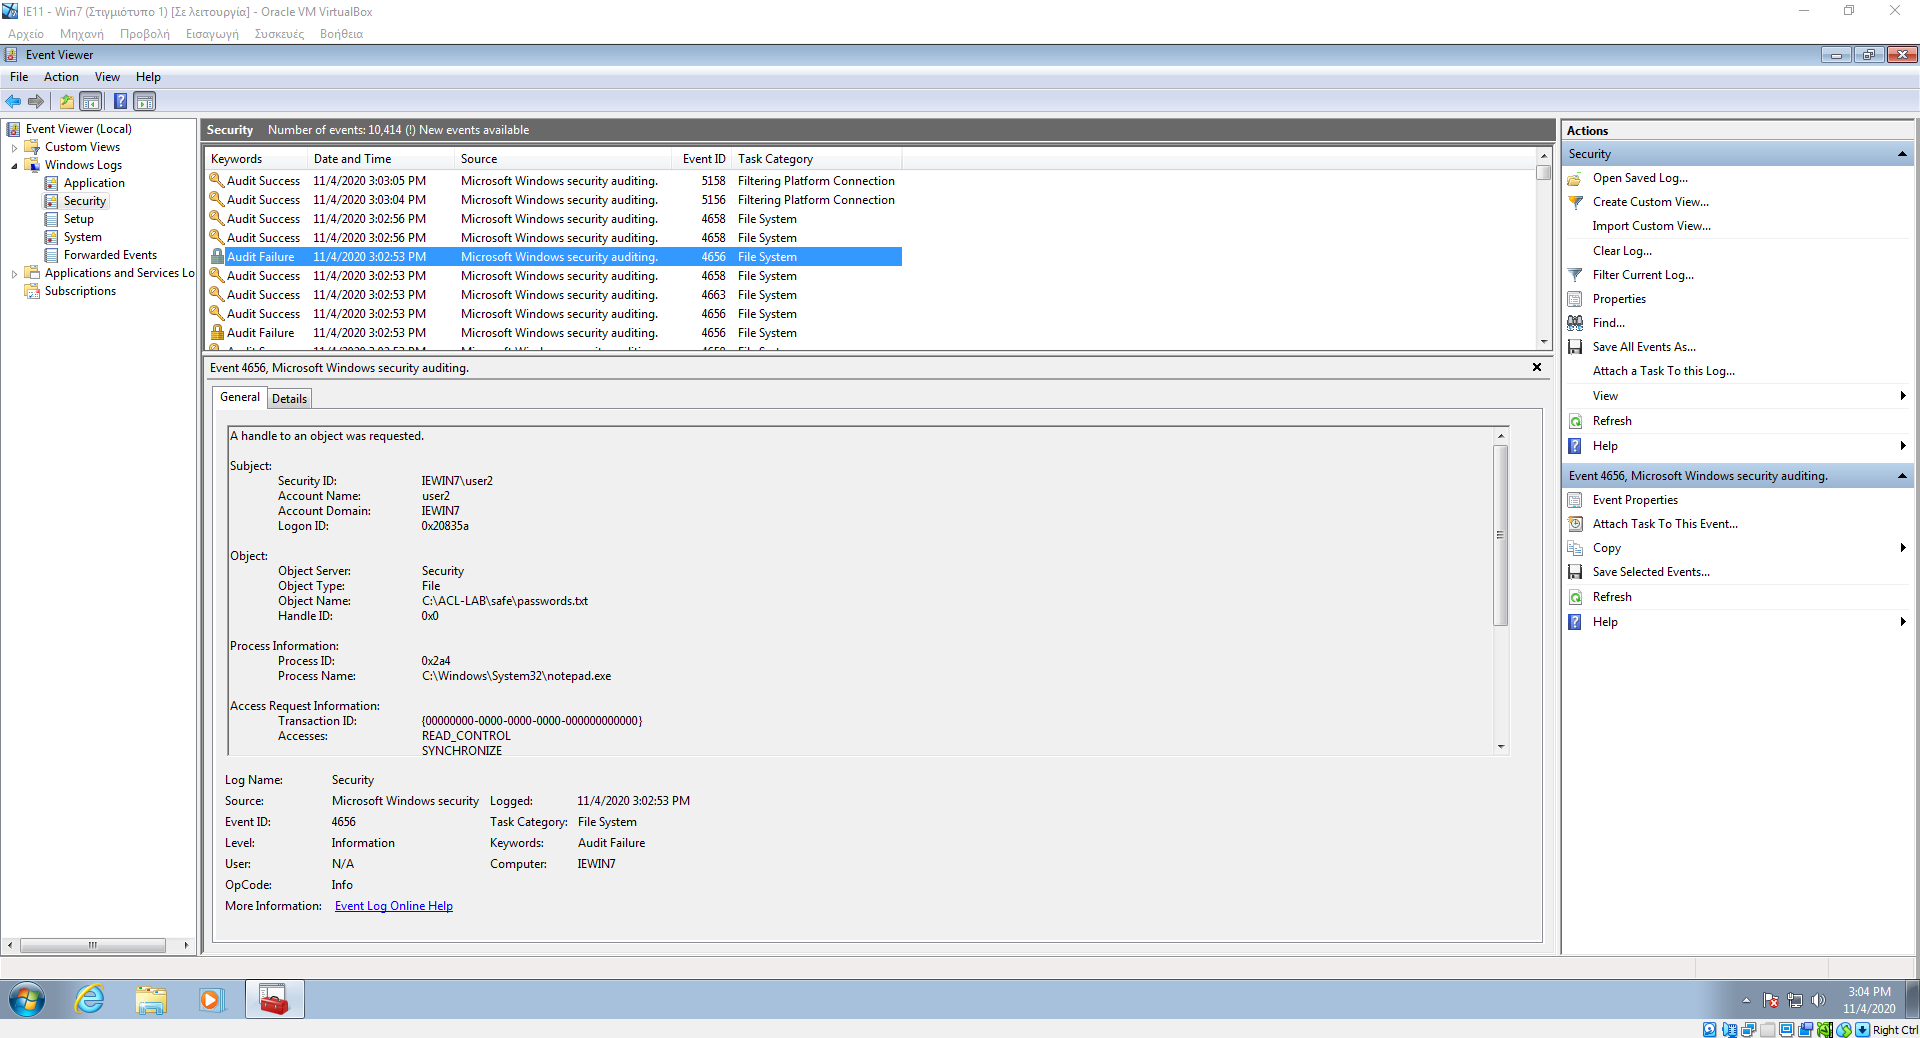 IE11 - Win7 (Στιγμιότυπο 1) [Σε λειτουργία] - Oracle VM VirtualBox
Αρχείο Μηχανή Προβολή Εισαγωγή Συσκευές Βοήθεια
Event Viewer
File Action View Help
Event Viewer (Local)
Custom Views
Windows Logs
Application
Security
Setup
System
Forwarded Events
Applications and Services Lo
Subscriptions
Security Number of events: 10,414 (!) New events available
Keywords Date and Time Source Event ID Task Category
Audit Success 11/4/2020 3:03:05 PM Microsoft Windows security auditing. 5158 Filtering Platform Connection
Audit Success 11/4/2020 3:03:04 PM Microsoft Windows security auditing. 5156 Filtering Platform Connection
Audit Success 11/4/2020 3:02:56 PM Microsoft Windows security auditing. 4658 File System
Audit Success 11/4/2020 3:02:56 PM Microsoft Windows security auditing. 4658 File System
Audit Failure 11/4/2020 3:02:53 PM Microsoft Windows security auditing. 4656 File System
Audit Success 11/4/2020 3:02:53 PM Microsoft Windows security auditing. 4658 File System
Audit Success 11/4/2020 3:02:53 PM Microsoft Windows security auditing. 4663 File System
Audit Success 11/4/2020 3:02:53 PM Microsoft Windows security auditing. 4656 File System
Audit Failure 11/4/2020 3:02:53 PM Microsoft Windows security auditing. 4656 File System
Event 4656, Microsoft Windows security auditing.
General Details
A handle to an object was requested.
Subject:
Security ID: IEWIN7\user2
Account Name: user2
Account Domain: IEWIN7
Logon ID: 0x20835a
Object:
Object Server: Security
Object Type: File
Object Name: C:\ACL-LAB\safe\passwords.txt
Handle ID: 0x0
Process Information:
Process ID: 0x2a4
Process Name: C:\Windows\System32\notepad.exe
Access Request Information:
Transaction ID: {00000000-0000-0000-0000-000000000000}
Accesses: READ_CONTROL
SYNCHRONIZE
Log Name: Security
Source: Microsoft Windows security Logged: 11/4/2020 3:02:53 PM
Event ID: 4656 Task Category: File System
Level: Information Keywords: Audit Failure
User: N/A Computer: IEWIN7
OpCode: Info
More Information: Event Log Online Help
Actions
Security
Open Saved Log...
Create Custom View...
Import Custom View...
Clear Log...
Filter Current Log...
Properties
Find...
Save All Events As...
Attach a Task To this Log...
View
Refresh
Help
Event 4656, Microsoft Windows security auditing.
Event Properties
Attach Task To This Event...
Copy
Save Selected Events...
Refresh
Help
3:04 PM
11/4/2020
Right Ctrl